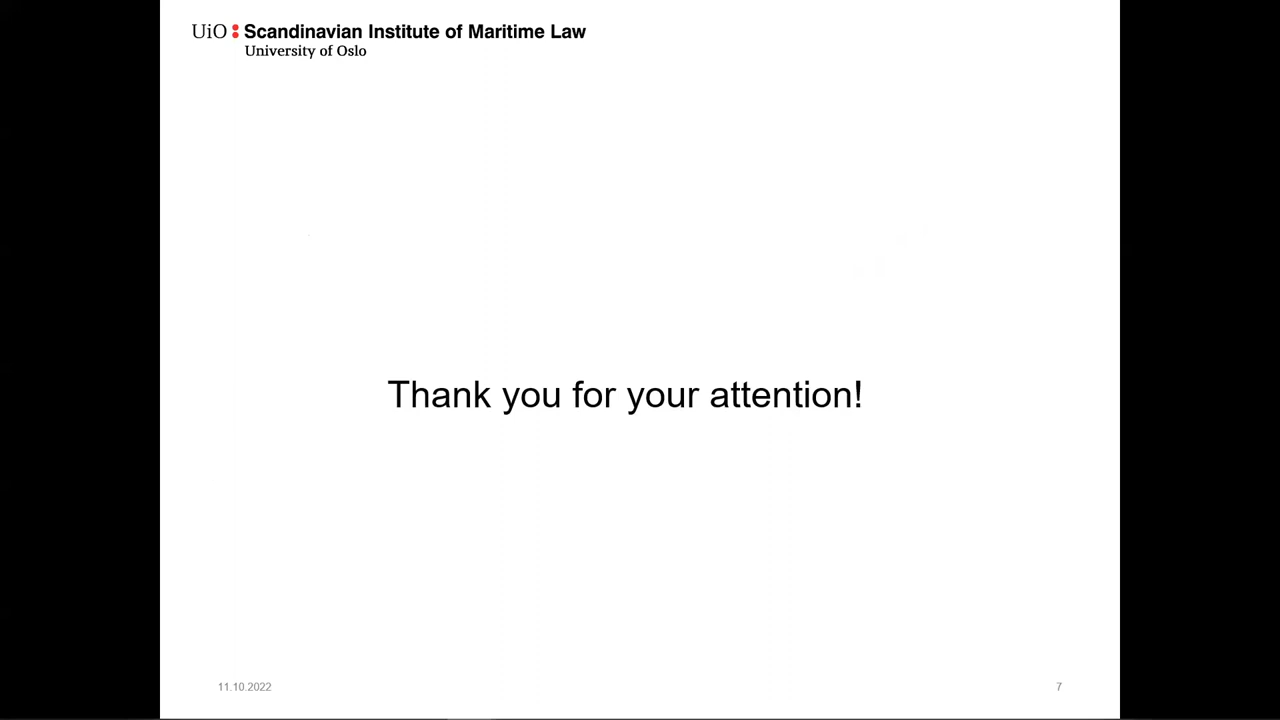 UiO : Scandinavian Institute of Maritime Law
University of Oslo
Thank you for your attention!
11.10.2022
7